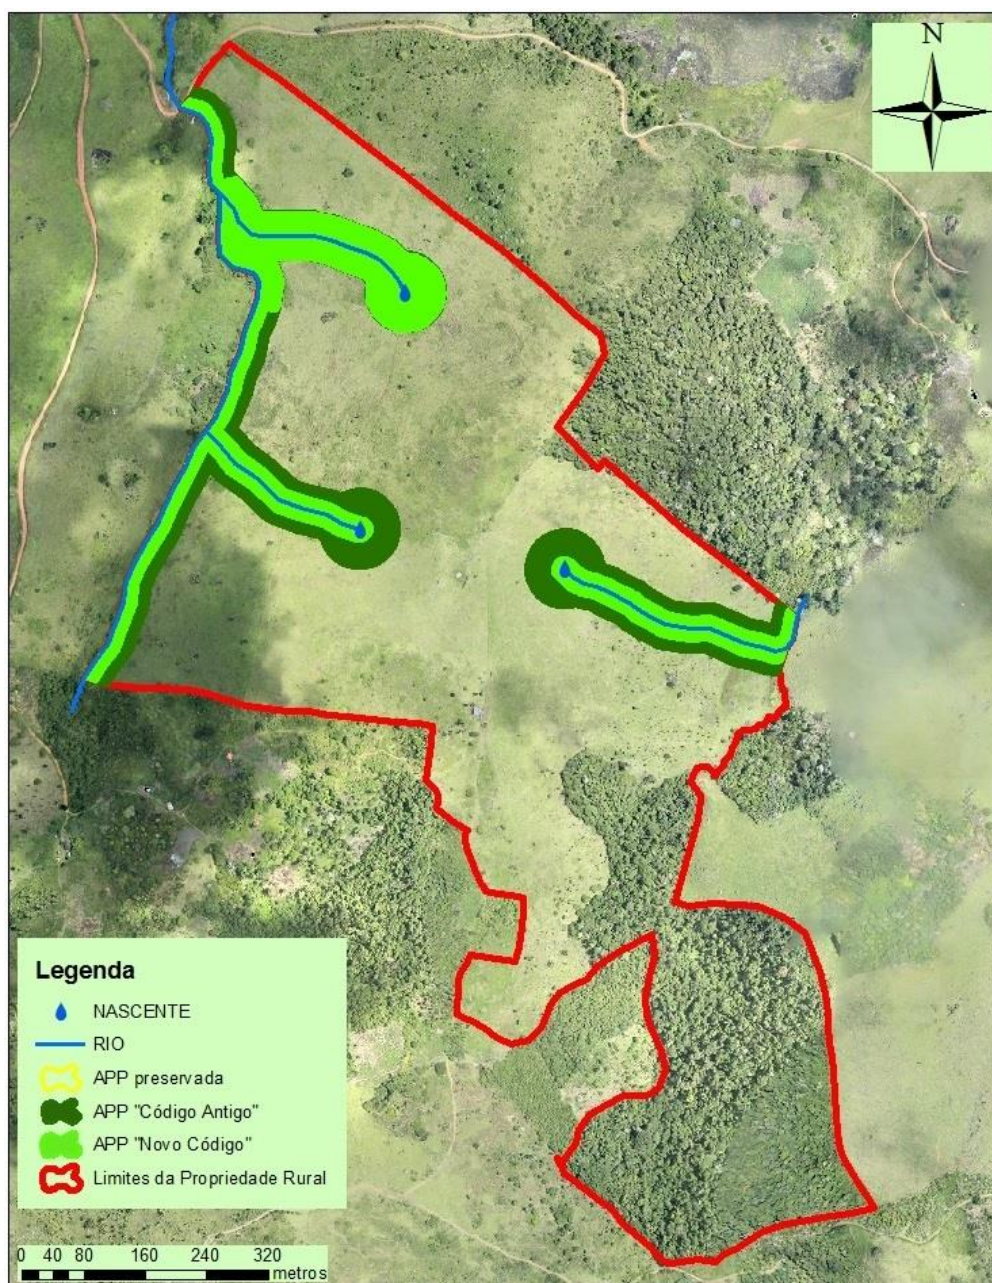 N
Legenda
NASCENTE
RIO
APP preservada
APP "Código Antigo"
APP "Novo Código"
Limites da Propriedade Rural
0 40 80 160 240 320
metros